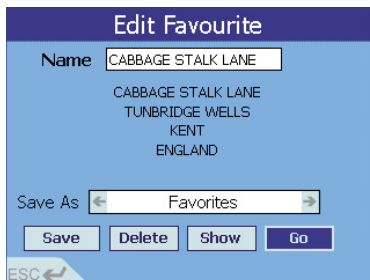 Edit Favourite
Name CABBAGE STALK LANE
CABBAGE STALK LANE
TUNBRIDGE WELLS
KENT
ENGLAND
Save As Favorites
Save Delete Show Go
ESC